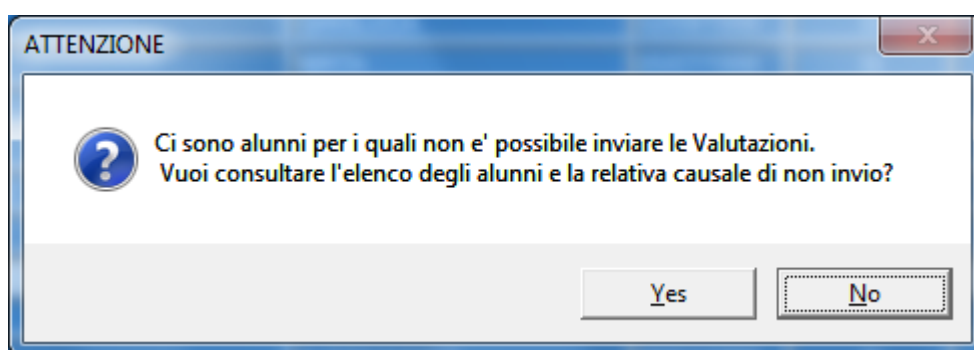 ATTENZIONE
Ci sono alunni per i quali non e' possibile inviare le Valutazioni.
Vuoi consultare l'elenco degli alunni e la relativa causale di non invio?
Yes
No